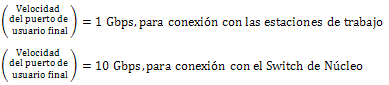 (Velocidad del puerto de usuario final) = 1 Gbps, para conexión con las estaciones de trabajo
(Velocidad del puerto de usuario final) = 10 Gbps, para conexión con el Switch de Núcleo